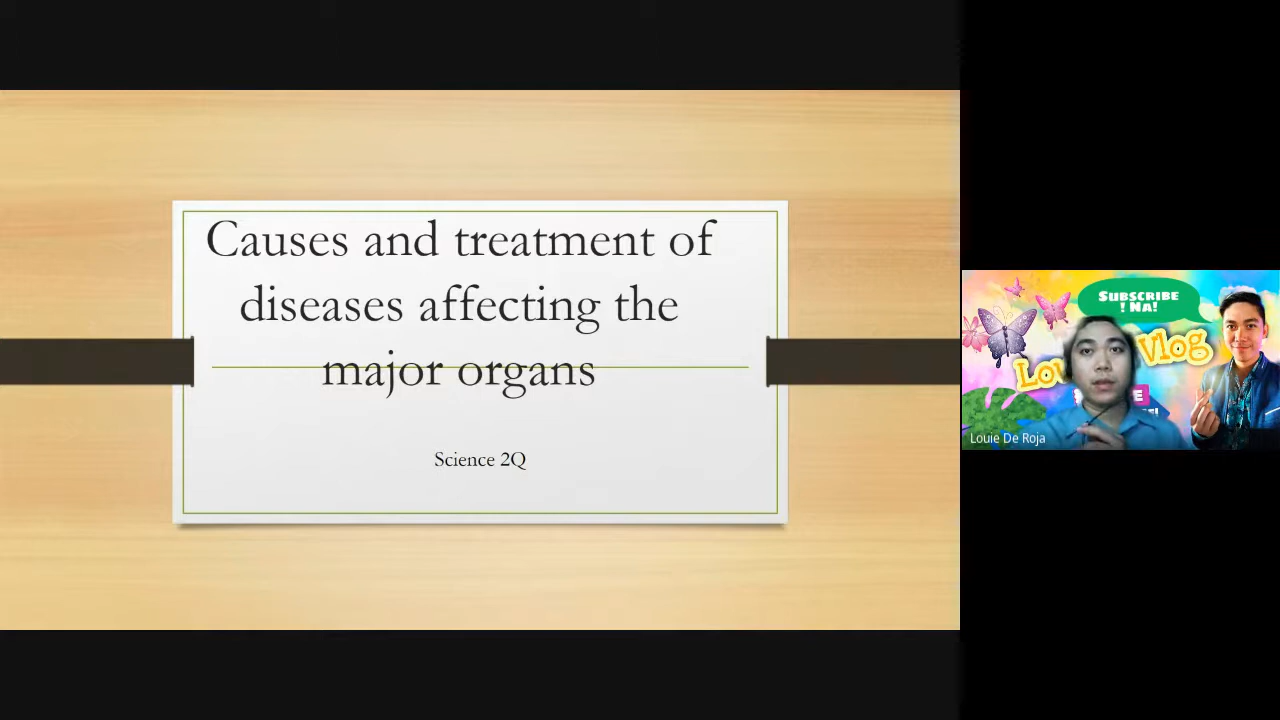 Causes and treatment of
diseases affecting the
major organs
Science 2Q
SUBSCRIBE
! NA!
Vlog
Louie De Roja